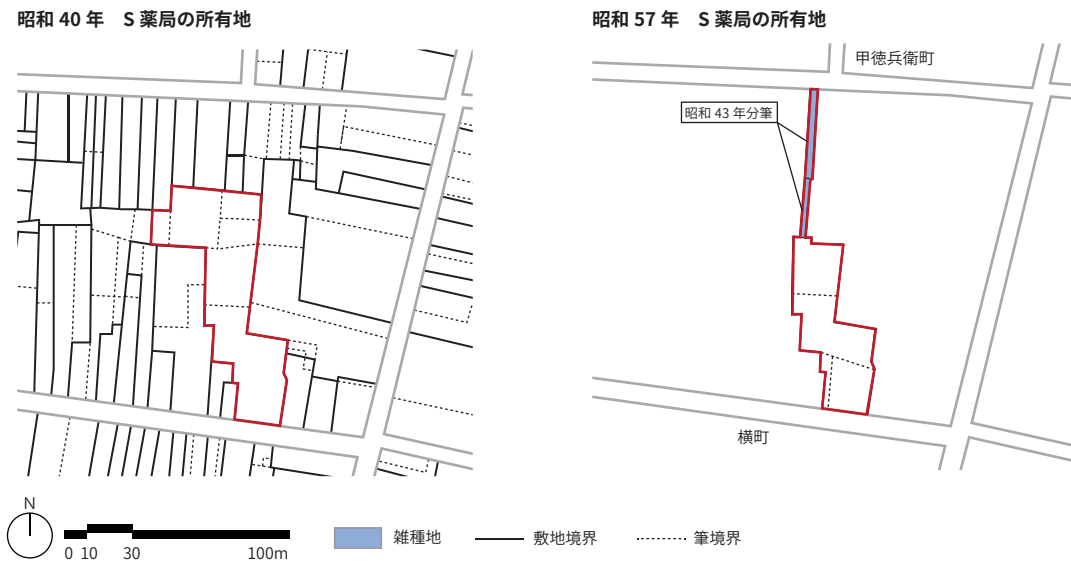 昭和 40 年　S 薬局の所有地
昭和 57 年　S 薬局の所有地
甲徳兵衛町
昭和 43 年分筆
横町
N
0 10 30 100m
雑種地
敷地境界
筆境界